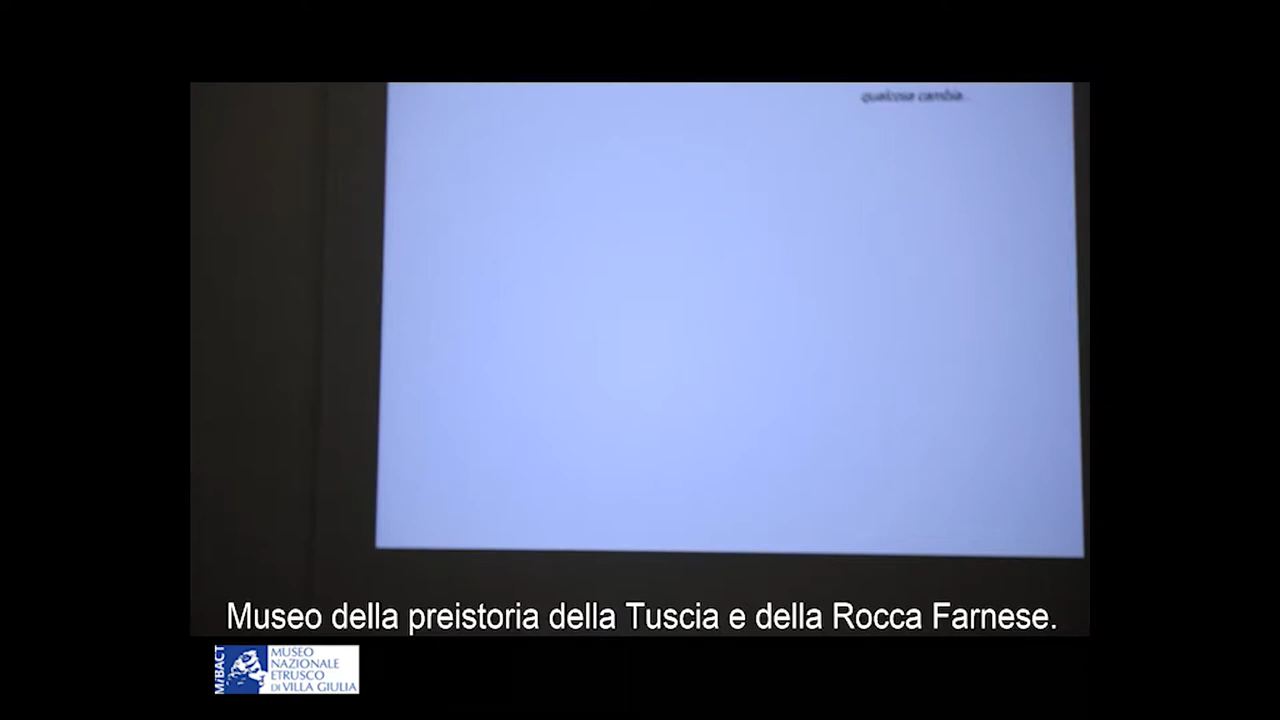 qualcosa cambia...
Museo della preistoria della Tuscia e della Rocca Farnese.
MiBACT
MUSEO
NAZIONALE
ETRUSCO
DI VILLA GIULIA